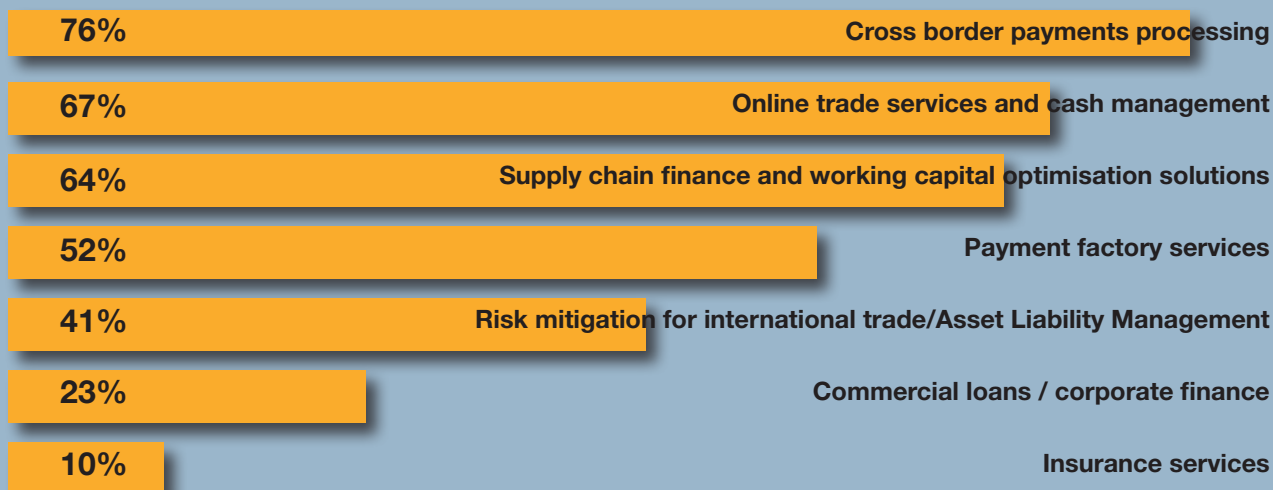 76% Cross border payments processing
67% Online trade services and cash management
64% Supply chain finance and working capital optimisation solutions
52% Payment factory services
41% Risk mitigation for international trade/Asset Liability Management
23% Commercial loans / corporate finance
10% Insurance services